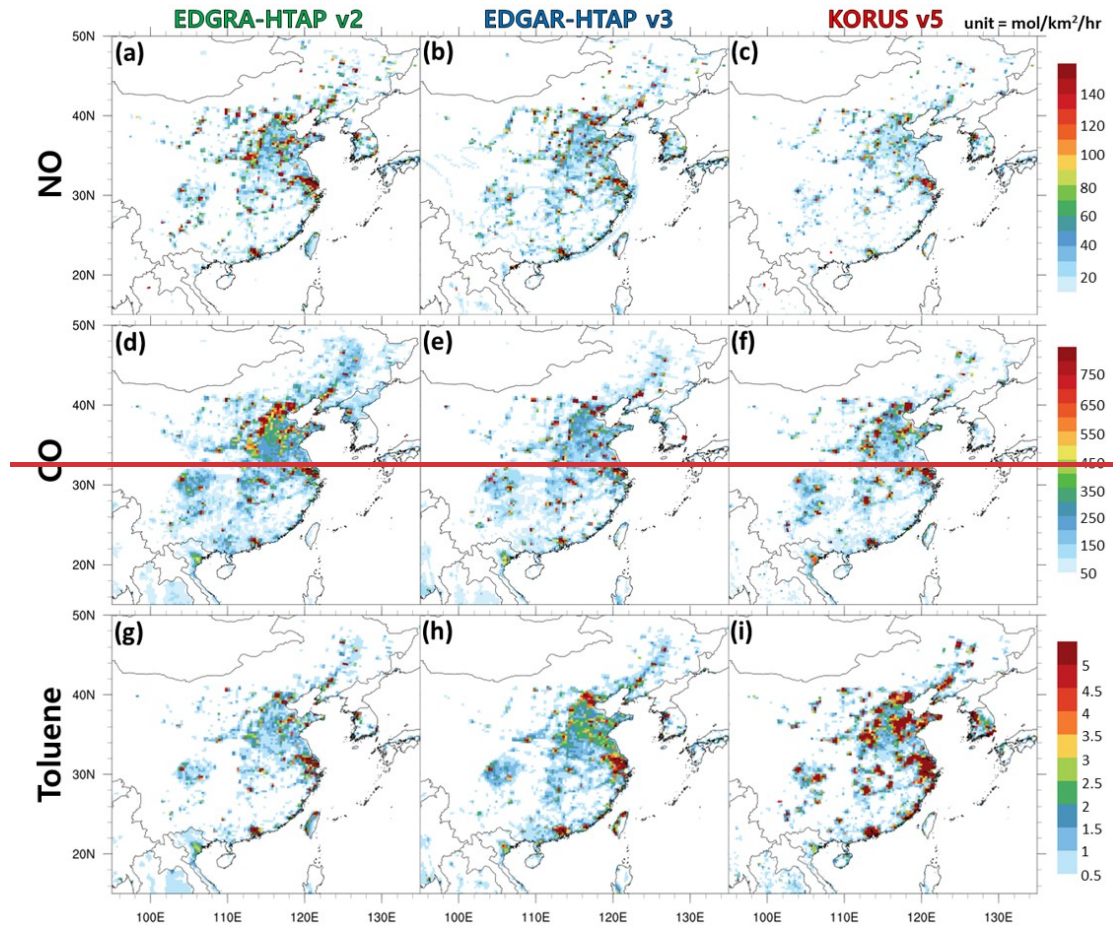 EDGRA-HTAP v2 EDGAR-HTAP v3 KORUS v5 unit = mol/km²/hr
50N (a) (b) (c)
140
40N 120
NO 100
30N 80
60
40
20N 20
50N (d) (e) (f)
750
40N 650
550
CO 450
30N 350
250
20N 150
50
50N (g) (h) (i)
5
40N 4.5
4
Toluene 3.5
30N 3
2.5
2
1.5
20N 1
0.5
100E 110E 120E 130E 100E 110E 120E 130E 100E 110E 120E 130E